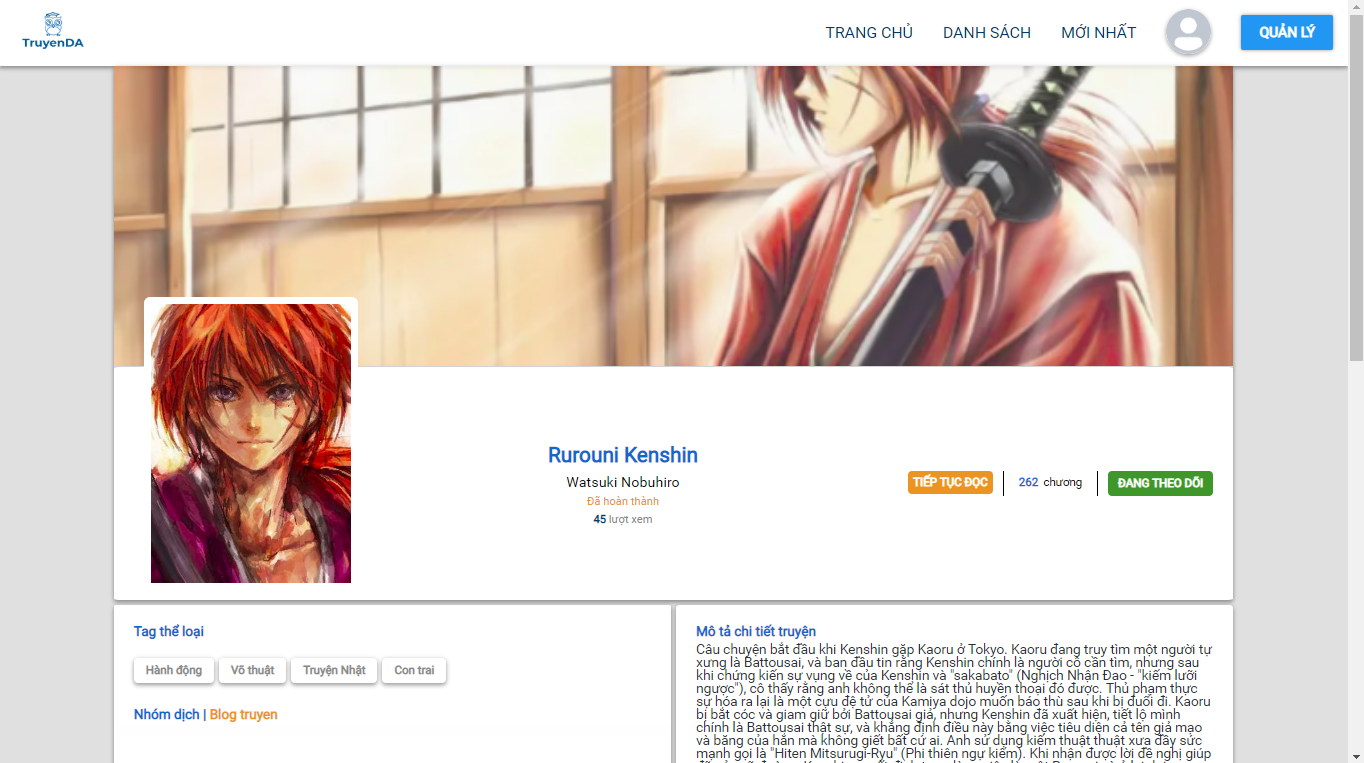 TruyenDA
TRANG CHỦ DANH SÁCH MỚI NHẤT QUẢN LÝ
Rurouni Kenshin
Watsuki Nobuhiro
Đã hoàn thành
45 lượt xem
TIẾP TỤC ĐỌC 262 chương ĐANG THEO DÕI
Tag thể loại
Hành động Võ thuật Truyện Nhật Con trai
Nhóm dịch | Blog truyen
Mô tả chi tiết truyện
Câu chuyện bắt đầu khi Kenshin gặp Kaoru ở Tokyo. Kaoru đang truy tìm một người tự
xưng là Battousai, và ban đầu tin rằng Kenshin chính là người cô cần tìm, nhưng sau
khi chứng kiến sự vụng về của Kenshin và "sakabato" (Nghịch Nhận Đao - "kiếm lưỡi
ngược"), cô thấy rằng anh không thể là sát thủ huyền thoại đó được. Thủ phạm thực
sự hóa ra lại là một cựu đệ tử của Kamiya dojo muốn báo thù sau khi bị đuổi đi. Kaoru
bị bắt cóc và giam giữ bởi Battousai giả, nhưng Kenshin đã xuất hiện, tiết lộ mình
chính là Battousai thật sự, và khẳng định điều này bằng việc tiêu diện cả tên giả mạo
và băng của hắn mà không giết bất cứ ai. Anh sử dụng kiếm thuật thuật xưa đầy sức
mạnh gọi là "Hiten Mitsurugi-Ryu" (Phi thiên ngự kiếm). Khi nhận được lời đề nghị giúp